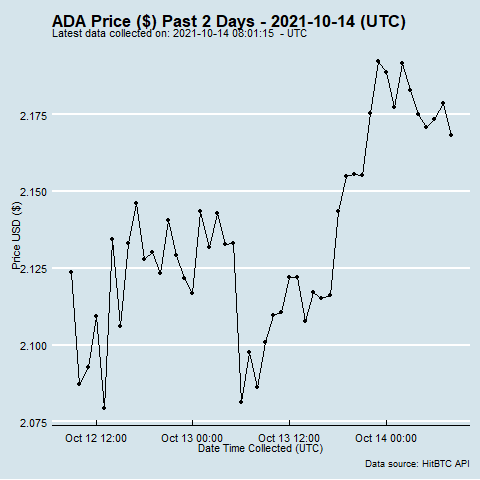 ADA Price ($) Past 2 Days - 2021-10-14 (UTC)
Latest data collected on: 2021-10-14 08:01:15  - UTC
Price USD ($)
2.175
2.150
2.125
2.100
2.075
Oct 12 12:00 Oct 13 00:00 Oct 13 12:00 Oct 14 00:00
Date Time Collected (UTC)
Data source: HitBTC API